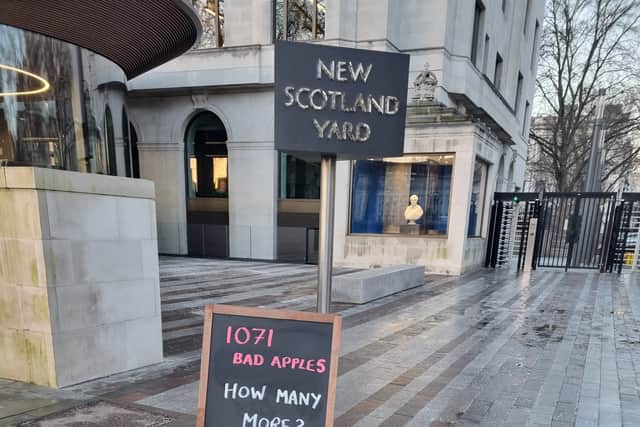 NEW
SCOTLAND
YARD
1071
BAD APPLES
HOW MANY
MORE?